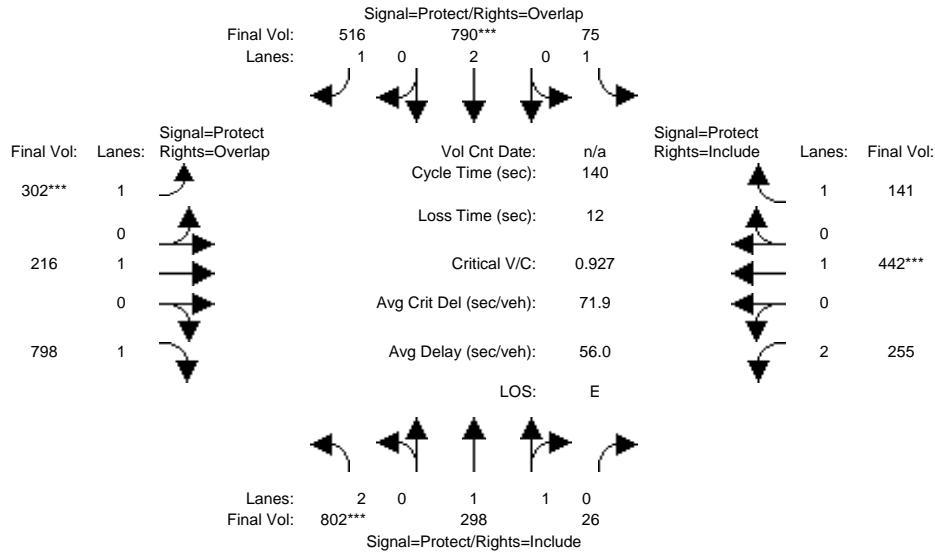 Signal=Protect/Rights=Overlap
Final Vol: 516 790*** 75
Lanes: 1 0 2 0 1
Signal=Protect Signal=Protect
Final Vol: Lanes: Rights=Overlap Vol Cnt Date: n/a Rights=Include Lanes: Final Vol:
Cycle Time (sec): 140
302*** 1 1 141
Loss Time (sec): 12
0 0
216 1 Critical V/C: 0.927 1 442***
0 Avg Crit Del (sec/veh): 71.9 0
798 1 Avg Delay (sec/veh): 56.0 2 255
LOS: E
Lanes: 2 0 1 1 0
Final Vol: 802*** 298 26
Signal=Protect/Rights=Include